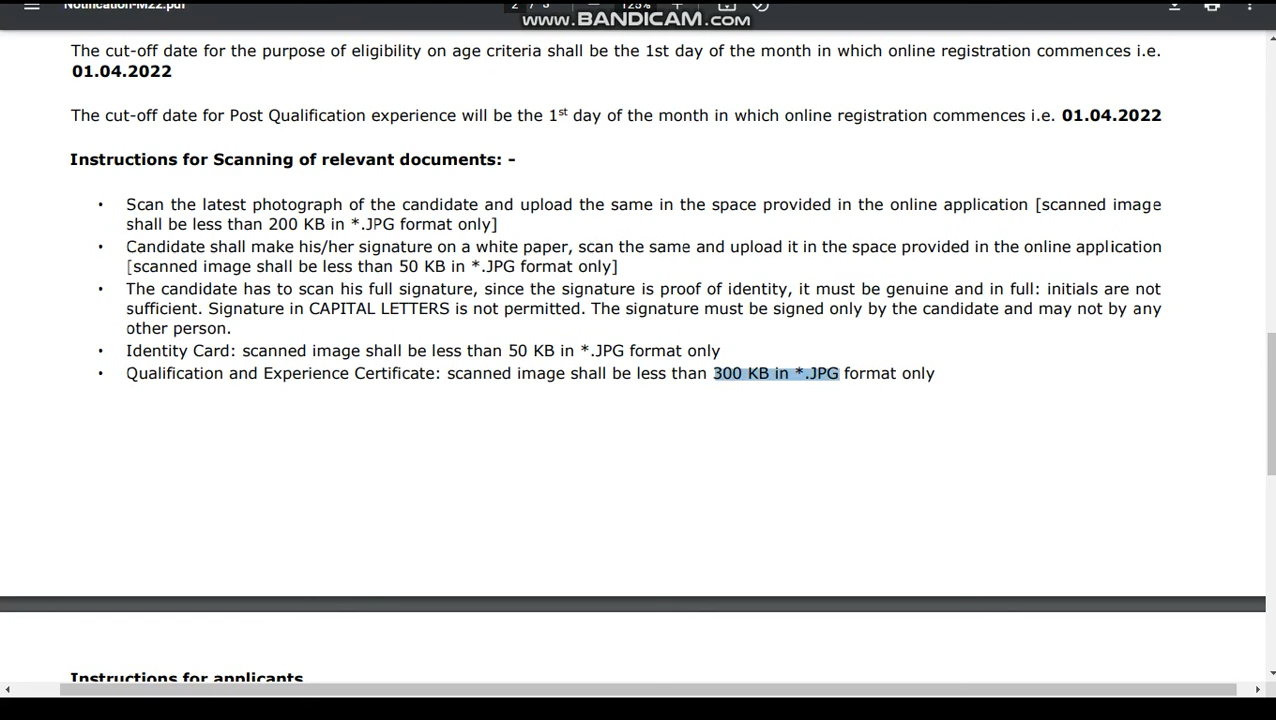 Notification-M22.pdf
2 / 3
125%
www.BANDICAM.com
The cut-off date for the purpose of eligibility on age criteria shall be the 1st day of the month in which online registration commences i.e.
01.04.2022
The cut-off date for Post Qualification experience will be the 1st day of the month in which online registration commences i.e. 01.04.2022
Instructions for Scanning of relevant documents: -
• Scan the latest photograph of the candidate and upload the same in the space provided in the online application [scanned image
shall be less than 200 KB in *.JPG format only]
• Candidate shall make his/her signature on a white paper, scan the same and upload it in the space provided in the online application
[scanned image shall be less than 50 KB in *.JPG format only]
• The candidate has to scan his full signature, since the signature is proof of identity, it must be genuine and in full: initials are not
sufficient. Signature in CAPITAL LETTERS is not permitted. The signature must be signed only by the candidate and may not by any
other person.
• Identity Card: scanned image shall be less than 50 KB in *.JPG format only
• Qualification and Experience Certificate: scanned image shall be less than 300 KB in *.JPG format only
Instructions for applicants